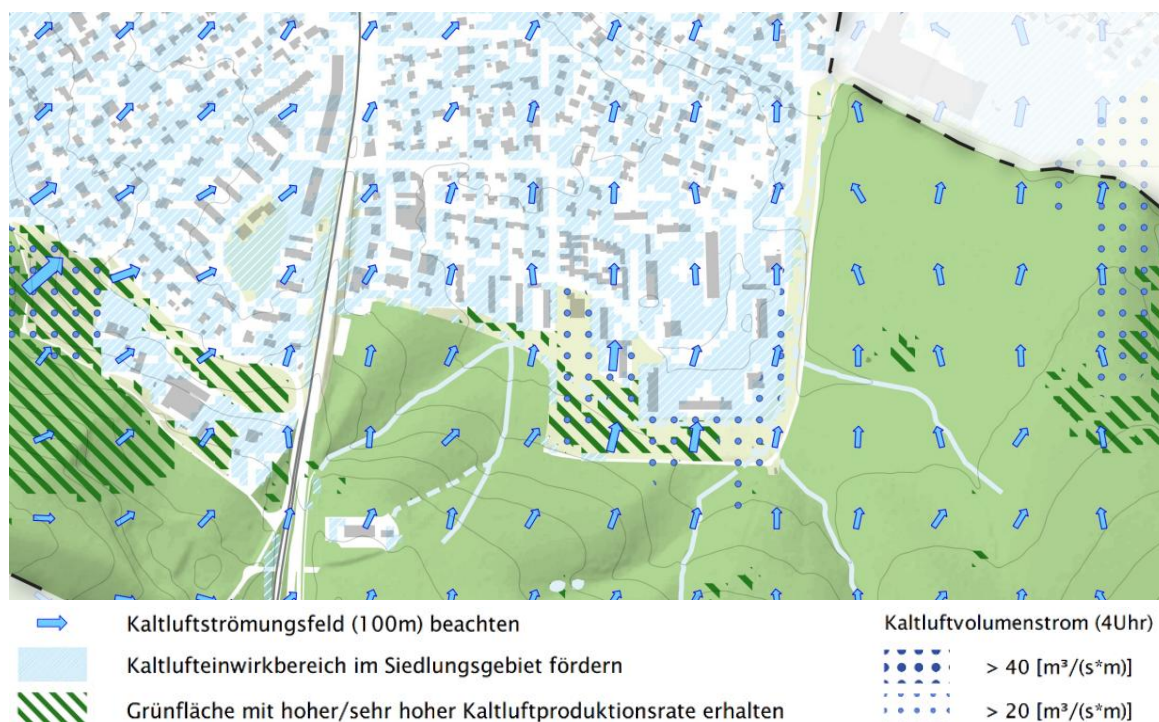 Kaltluftströmungsfeld (100m) beachten
Kaltlufteinwirkbereich im Siedlungsgebiet fördern
Grünfläche mit hoher/sehr hoher Kaltluftproduktionsrate erhalten
Kaltluftvolumenstrom (4Uhr)
> 40 [m³/(s*m)]
> 20 [m³/(s*m)]